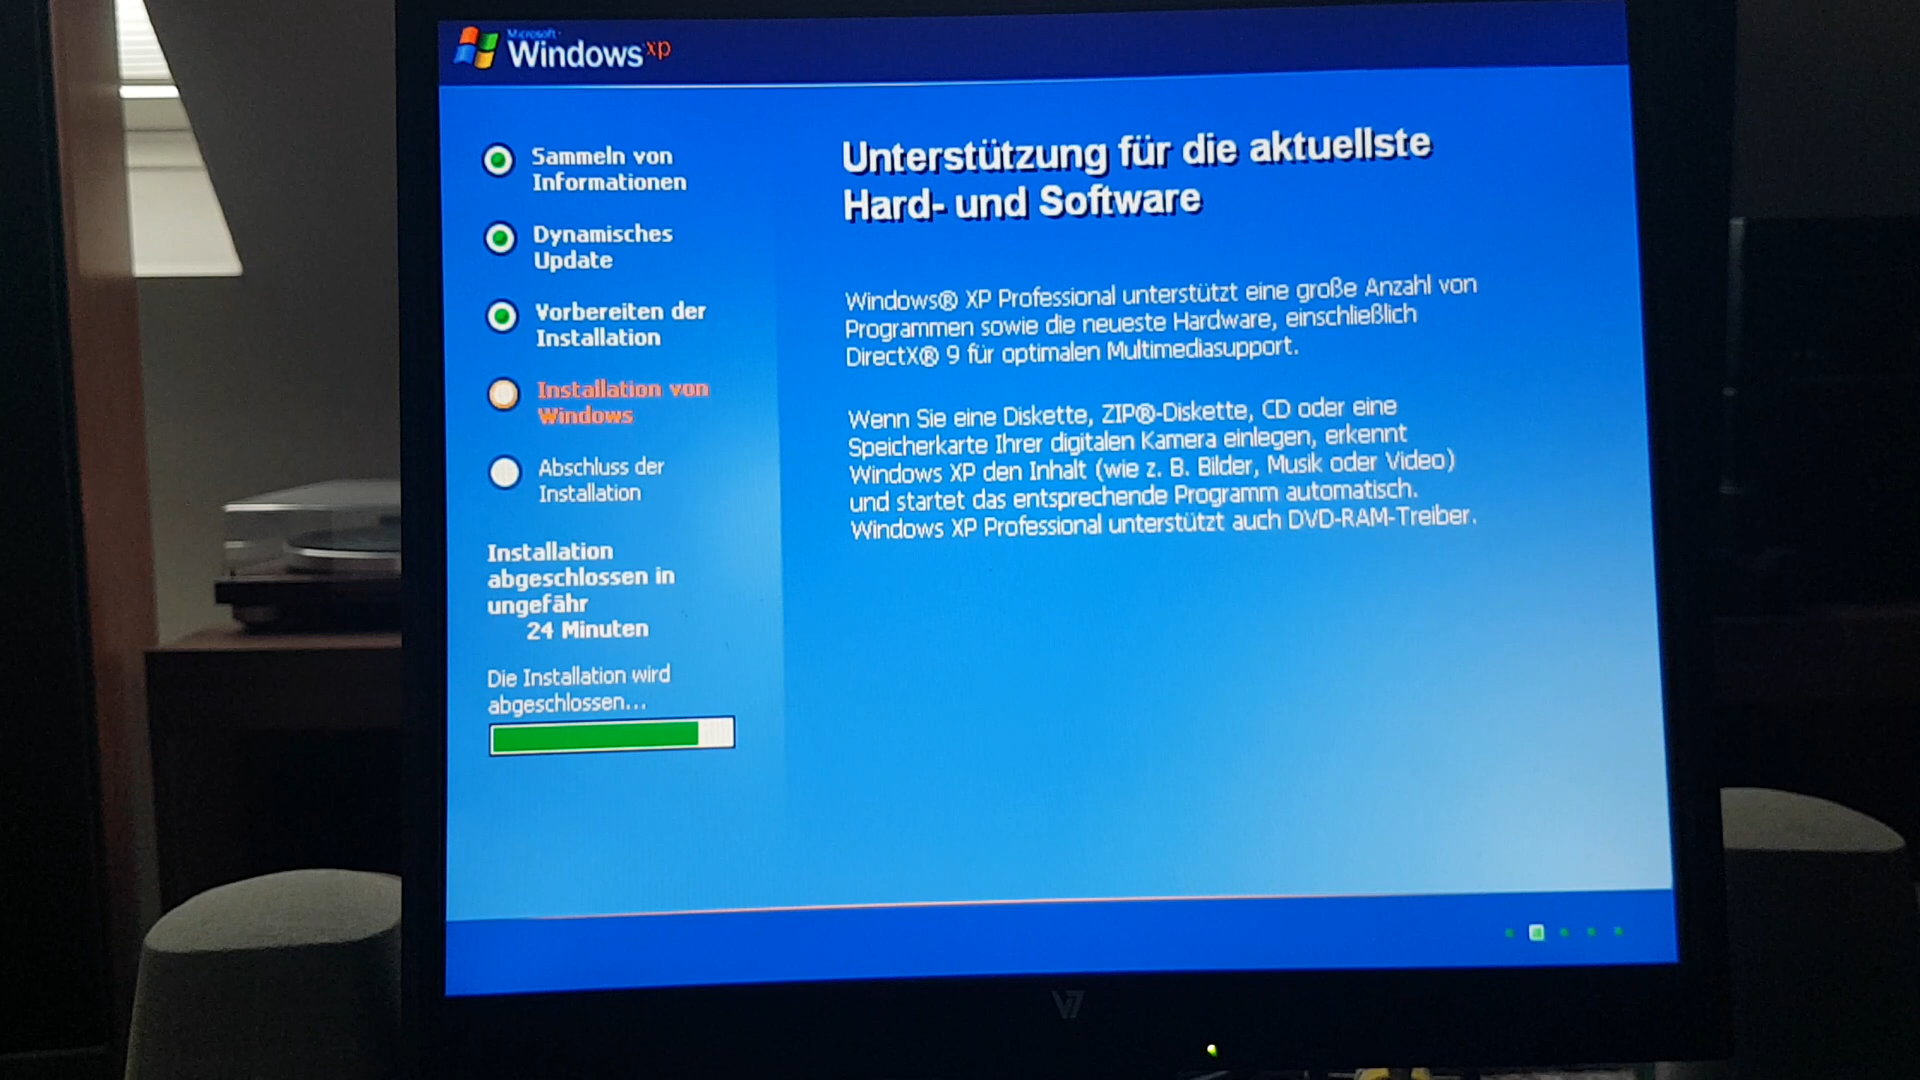 Microsoft
Windows xp
Sammeln von
Informationen
Dynamisches
Update
Vorbereiten der
Installation
Installation von
Windows
Abschluss der
Installation
Installation
abgeschlossen in
ungefähr
24 Minuten
Die Installation wird
abgeschlossen...
Unterstützung für die aktuellste
Hard- und Software
Windows® XP Professional unterstützt eine große Anzahl von
Programmen sowie die neueste Hardware, einschließlich
DirectX® 9 für optimalen Multimediasupport.
Wenn Sie eine Diskette, ZIP®-Diskette, CD oder eine
Speicherkarte Ihrer digitalen Kamera einlegen, erkennt
Windows XP den Inhalt (wie z. B. Bilder, Musik oder Video)
und startet das entsprechende Programm automatisch.
Windows XP Professional unterstützt auch DVD-RAM-Treiber.
V7